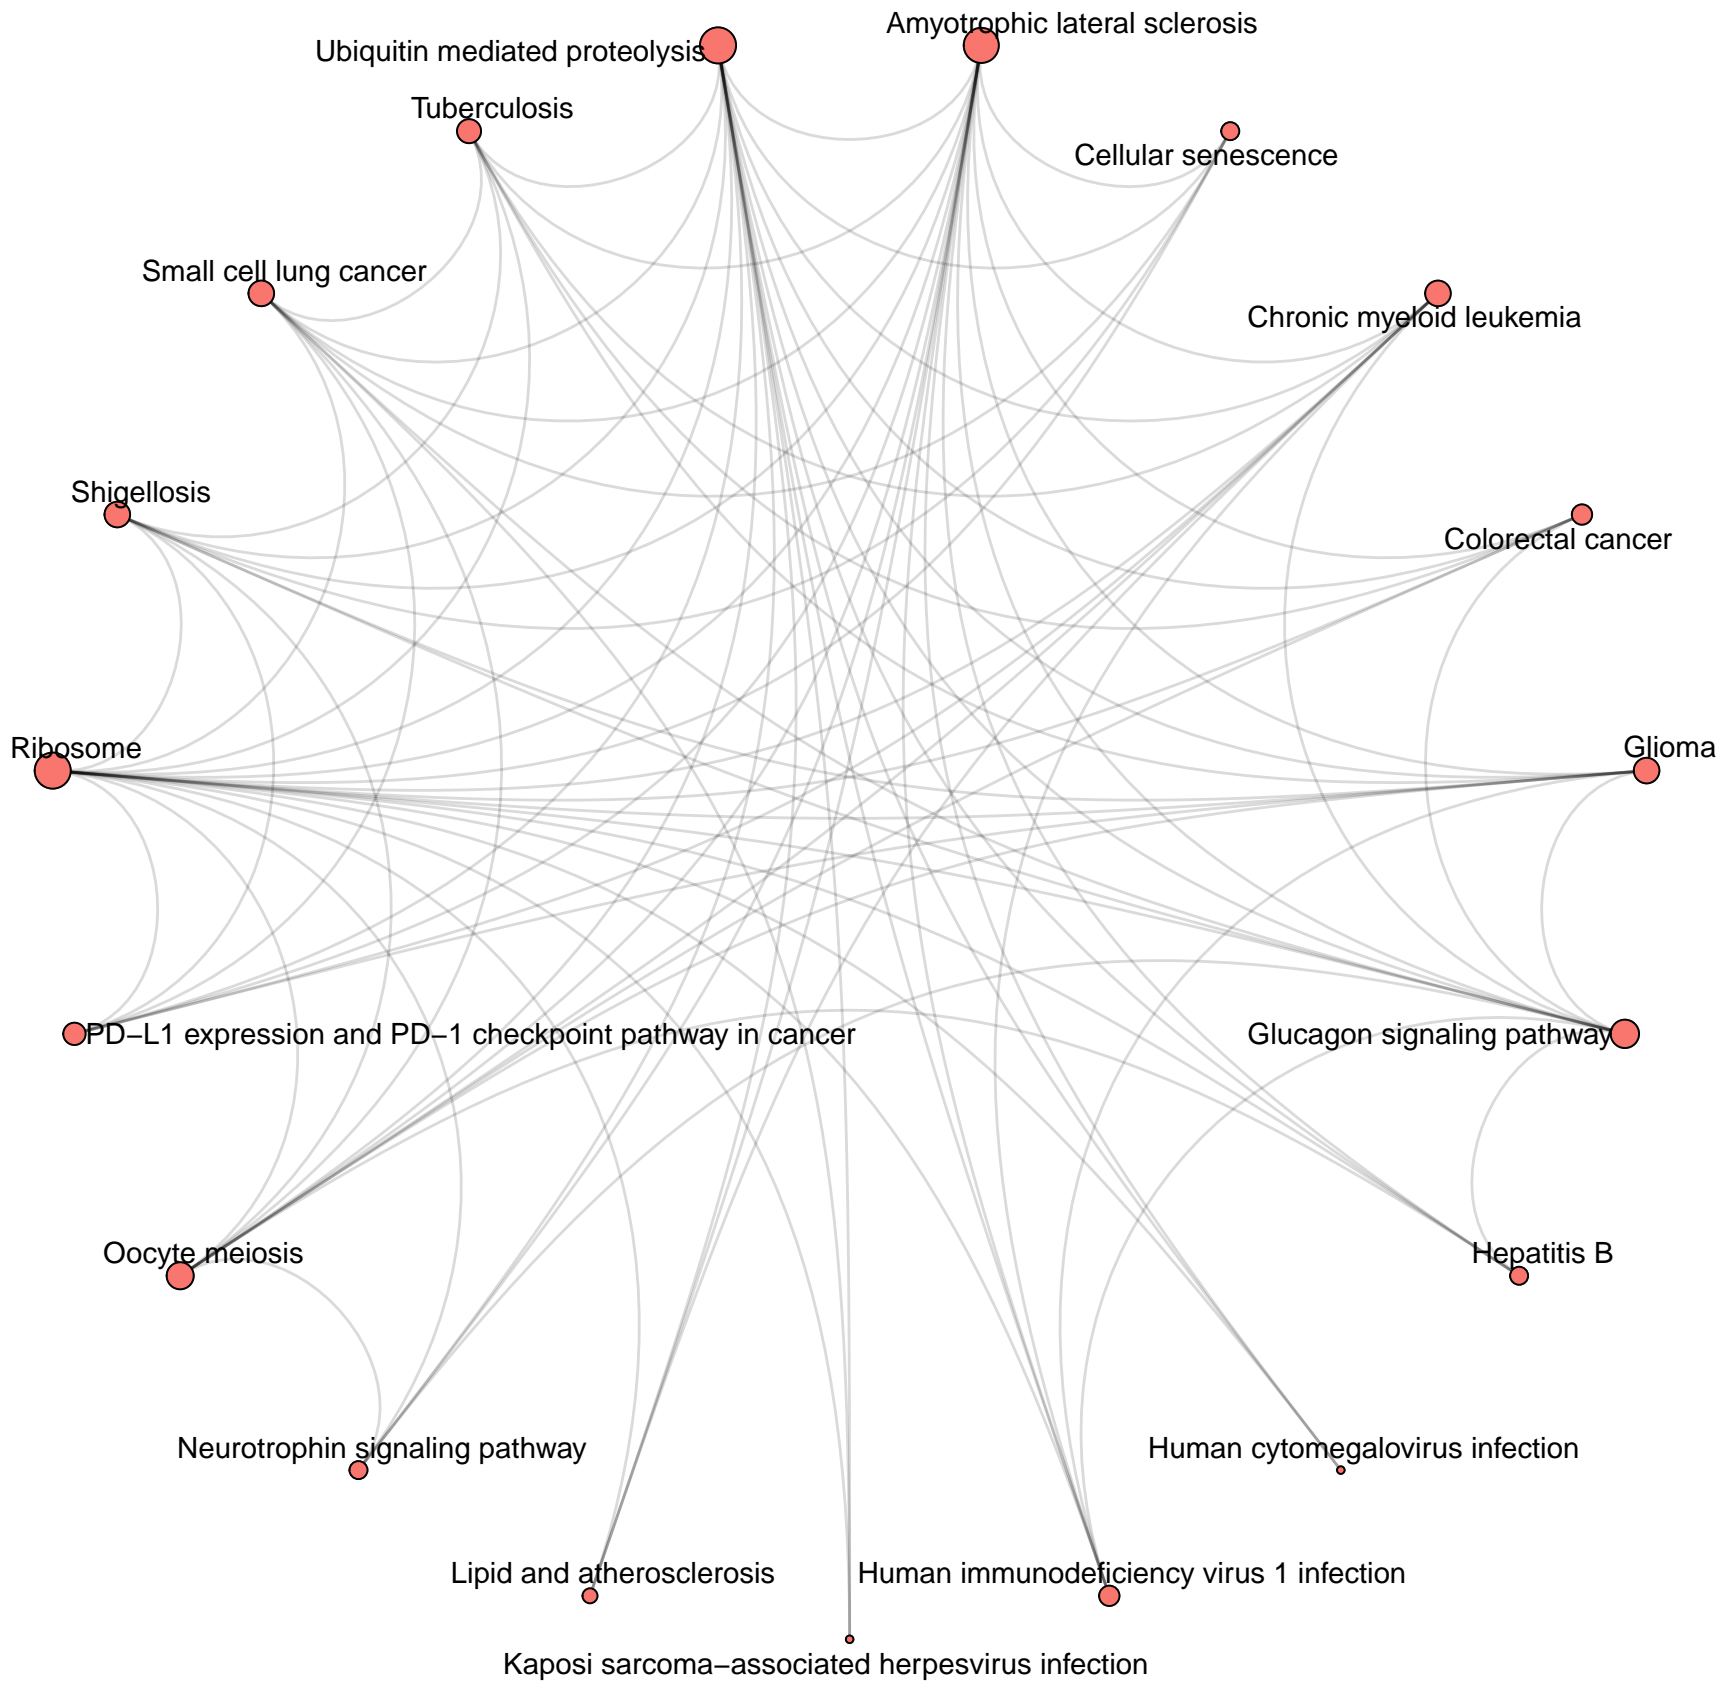 Amyotrophic lateral sclerosis
Ubiquitin mediated proteolysis
Tuberculosis
Cellular senescence
Small cell lung cancer
Chronic myeloid leukemia
Shigellosis
Colorectal cancer
Ribosome
Glioma
PD−L1 expression and PD−1 checkpoint pathway in cancer
Glucagon signaling pathway
Oocyte meiosis
Hepatitis B
Neurotrophin signaling pathway
Human cytomegalovirus infection
Lipid and atherosclerosis
Human immunodeficiency virus 1 infection
Kaposi sarcoma−associated herpesvirus infection